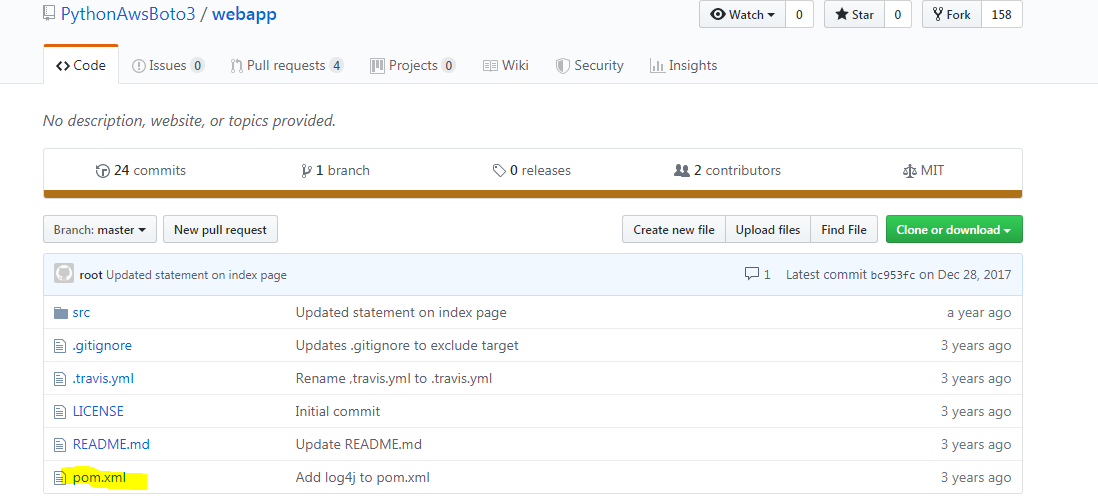 PythonAwsBoto3 / webapp Watch 0 Star 0 Fork 158
Code Issues 0 Pull requests 4 Projects 0 Wiki Security Insights
No description, website, or topics provided.
24 commits 1 branch 0 releases 2 contributors MIT
Branch: master New pull request Create new file Upload files Find File Clone or download
root Updated statement on index page 1 Latest commit bc953fc on Dec 28, 2017
src Updated statement on index page a year ago
.gitignore Updates .gitignore to exclude target 3 years ago
.travis.yml Rename ,travis.yml to .travis.yml 3 years ago
LICENSE Initial commit 3 years ago
README.md Update README.md 3 years ago
pom.xml Add log4j to pom.xml 3 years ago